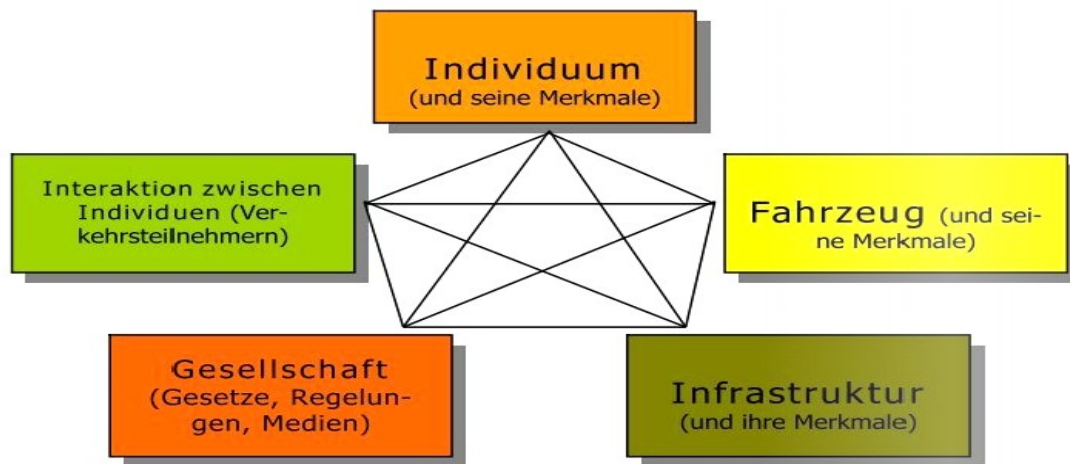 Individuum
(und seine Merkmale)
Interaktion zwischen
Individuen (Ver-
kehrsteilnehmern)
Fahrzeug (und sei-
ne Merkmale)
Gesellschaft
(Gesetze, Regelun-
gen, Medien)
Infrastruktur
(und ihre Merkmale)